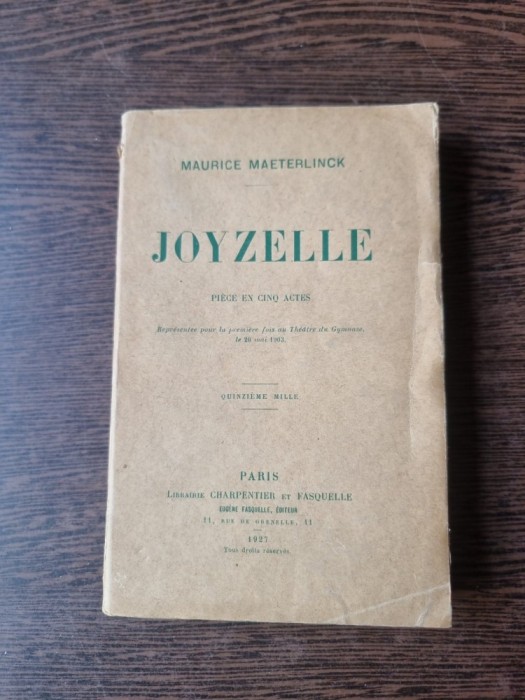 MAURICE MAETERLINCK
JOYZELLE
PIÈCE EN CINQ ACTES
Représentée pour la première fois au Théâtre du Gymnase,
le 20 mai 1903.
QUINZIÈME MILLE
PARIS
LIBRAIRIE CHARPENTIER ET FASQUELLE
EUGÈNE FASQUELLE, ÉDITEUR
11, RUE DE GRENELLE, 11
1927
Tous droits réservés.